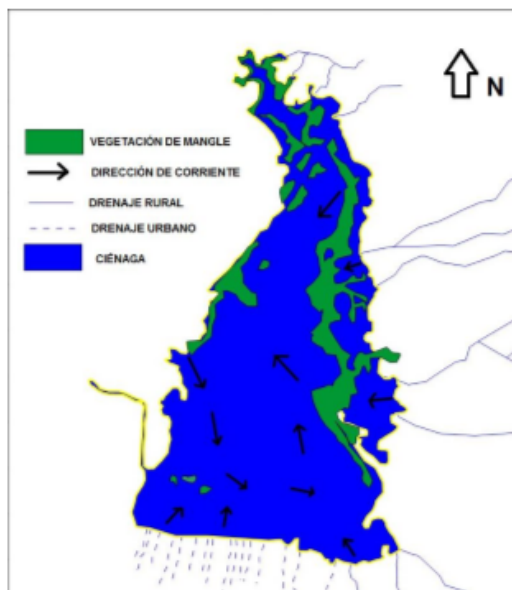 N
VEGETACIÓN DE MANGLE
DIRECCIÓN DE CORRIENTE
DRENAJE RURAL
DRENAJE URBANO
CIÉNAGA